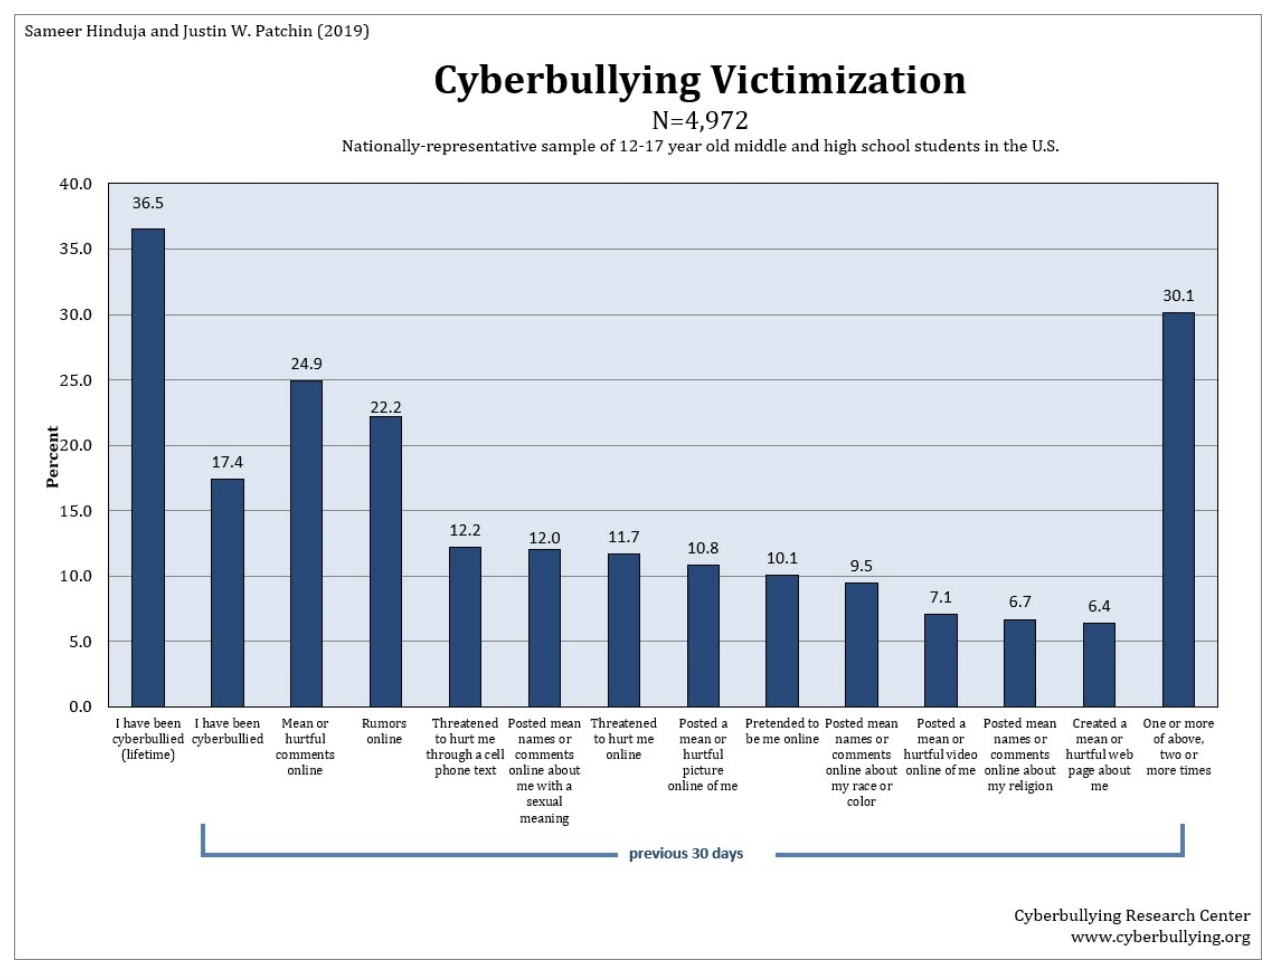 Sameer Hinduja and Justin W. Patchin (2019)
Cyberbullying Victimization
N=4,972
Nationally-representative sample of 12-17 year old middle and high school students in the U.S.
Percent
40.0
35.0
30.0
25.0
20.0
15.0
10.0
5.0
0.0
36.5
17.4
24.9
22.2
12.2
12.0
11.7
10.8
10.1
9.5
7.1
6.7
6.4
30.1
I have been
cyberbullied
(lifetime)
I have been
cyberbullied
Mean or
hurtful
comments
online
Rumors
online
Threatened
to hurt me
through a cell
phone text
Posted mean
names or
comments
online about
me with a
sexual
meaning
Threatened
to hurt me
online
Posted a
mean or
hurtful
picture
online of me
Pretended to
be me online
Posted mean
names or
comments
online about
my race or
color
Posted a
mean or
hurtful video
online of me
Posted mean
names or
comments
online about
my religion
Created a
mean or
hurtful web
page about
me
One or more
of above,
two or
more times
previous 30 days
Cyberbullying Research Center
www.cyberbullying.org